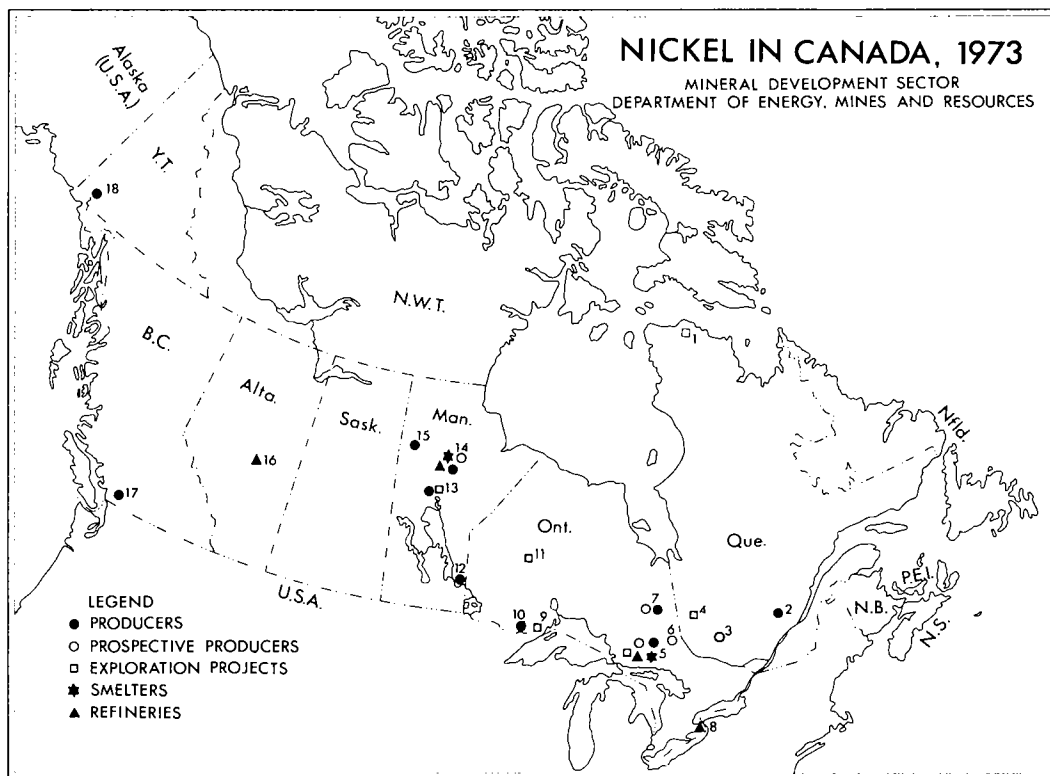 NICKEL IN CANADA, 1973
MINERAL DEVELOPMENT SECTOR
DEPARTMENT OF ENERGY, MINES AND RESOURCES
Alaska
(U.S.A.)
Y.T.
18
N.W.T.
1
B.C.
Alta.
Sask.
Man.
Nfld.
15
14
16
13
17
Ont.
Que.
11
12
U.S.A.
P.E.I.
N.B.
N.S.
10
9
7
4
2
6
3
5
8
LEGEND
PRODUCERS
PROSPECTIVE PRODUCERS
EXPLORATION PROJECTS
SMELTERS
REFINERIES